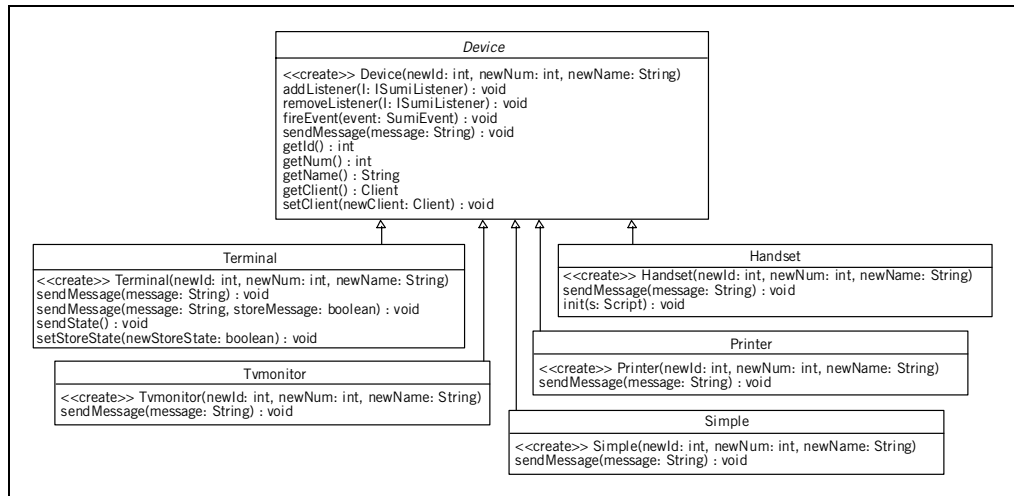 Device
<<create>> Device(newId: int, newNum: int, newName: String)
addListener(l: ISumiListener) : void
removeListener(l: ISumiListener) : void
fireEvent(event: SumiEvent) : void
sendMessage(message: String) : void
getId() : int
getNum() : int
getName() : String
getClient() : Client
setClient(newClient: Client) : void
Terminal
<<create>> Terminal(newId: int, newNum: int, newName: String)
sendMessage(message: String) : void
sendMessage(message: String, storeMessage: boolean) : void
sendState() : void
setStoreState(newStoreState: boolean) : void
Handset
<<create>> Handset(newId: int, newNum: int, newName: String)
sendMessage(message: String) : void
init(s: Script) : void
Tvmonitor
<<create>> Tvmonitor(newId: int, newNum: int, newName: String)
sendMessage(message: String) : void
Printer
<<create>> Printer(newId: int, newNum: int, newName: String)
sendMessage(message: String) : void
Simple
<<create>> Simple(newId: int, newNum: int, newName: String)
sendMessage(message: String) : void